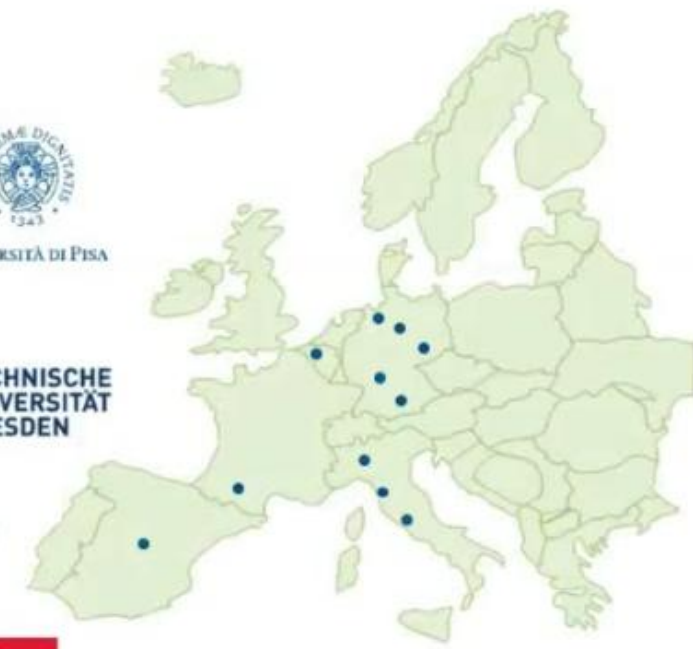 MÆ DIGNITATIS
1343
RSITÀ DI PISA
CHNISCHE
VERSITÄT
ESDEN